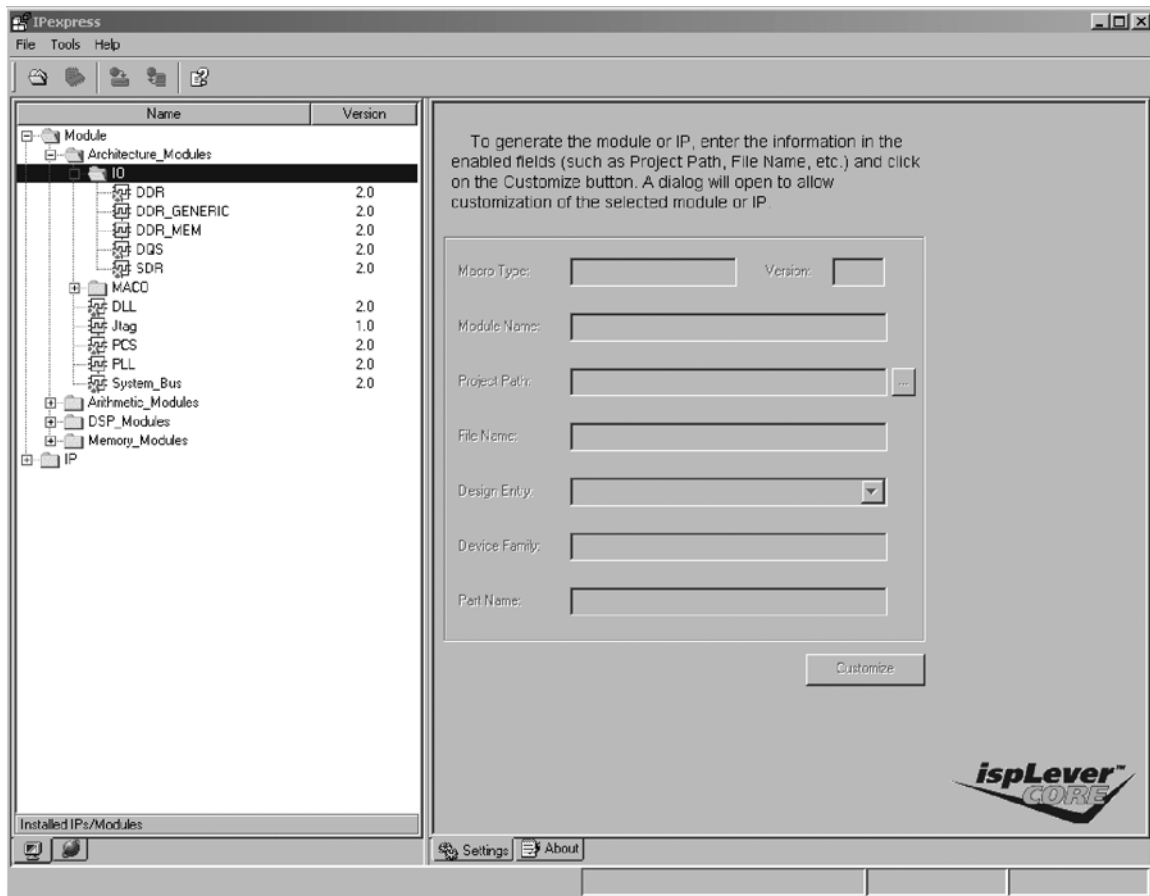 IPexpress
File Tools Help
Name Version
Module
Architecture_Modules
IO
DDR 2.0
DDR_GENERIC 2.0
DDR_MEM 2.0
DQS 2.0
SDR 2.0
MACO
DLL 2.0
Jtag 1.0
PCS 2.0
PLL 2.0
System_Bus 2.0
Arithmetic_Modules
DSP_Modules
Memory_Modules
IP
Installed IPs/Modules
To generate the module or IP, enter the information in the
enabled fields (such as Project Path, File Name, etc.) and click
on the Customize button. A dialog will open to allow
customization of the selected module or IP.
Macro Type: Version:
Module Name:
Project Path: ...
File Name:
Design Entry:
Device Family:
Part Name:
Customize
ispLever™
CORE
Settings About